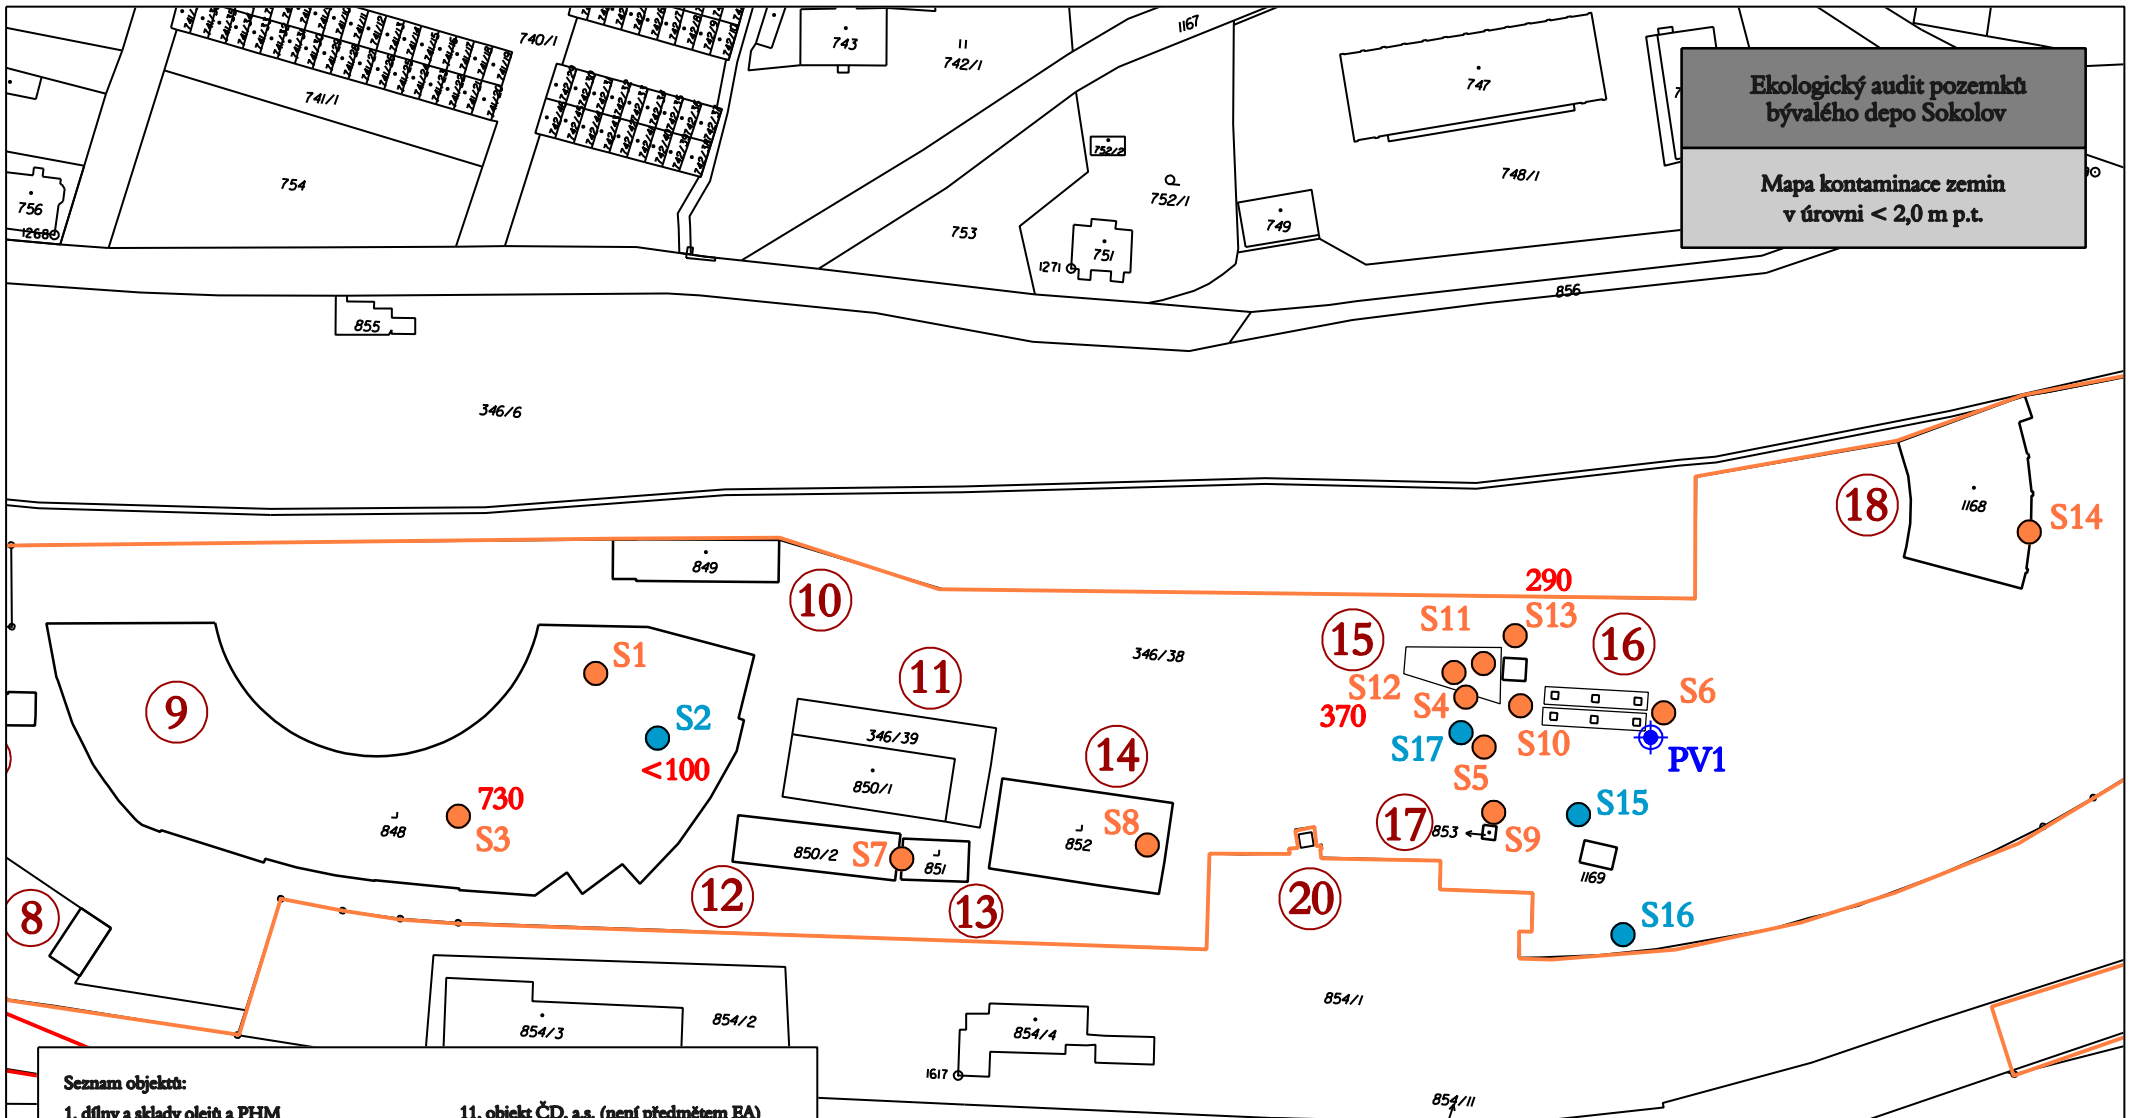 Ekologický audit pozemků
bývalého depo Sokolov
Mapa kontaminace zemin
v úrovni < 2,0 m p.t.
740/1
743
742/1
1167
747
741/1
754
756
1268
752/2
752/1
753
751
1271
749
748/1
856
855
346/6
1168
18
S14
849
10
290
S11
S13
15
16
S12
S4
370
S6
S10
S17
S5
PV1
S1
S2
<100
9
730
S3
848
11
346/38
346/39
850/1
14
S8
852
S15
17
853
S9
1169
850/2
S7
851
12
13
20
S16
8
854/1
854/3
854/2
854/4
1617
854/11
Seznam objektů:
1. dílny a sklady olejů a PHM
11. objekt ČD, a.s. (není předmětem EA)